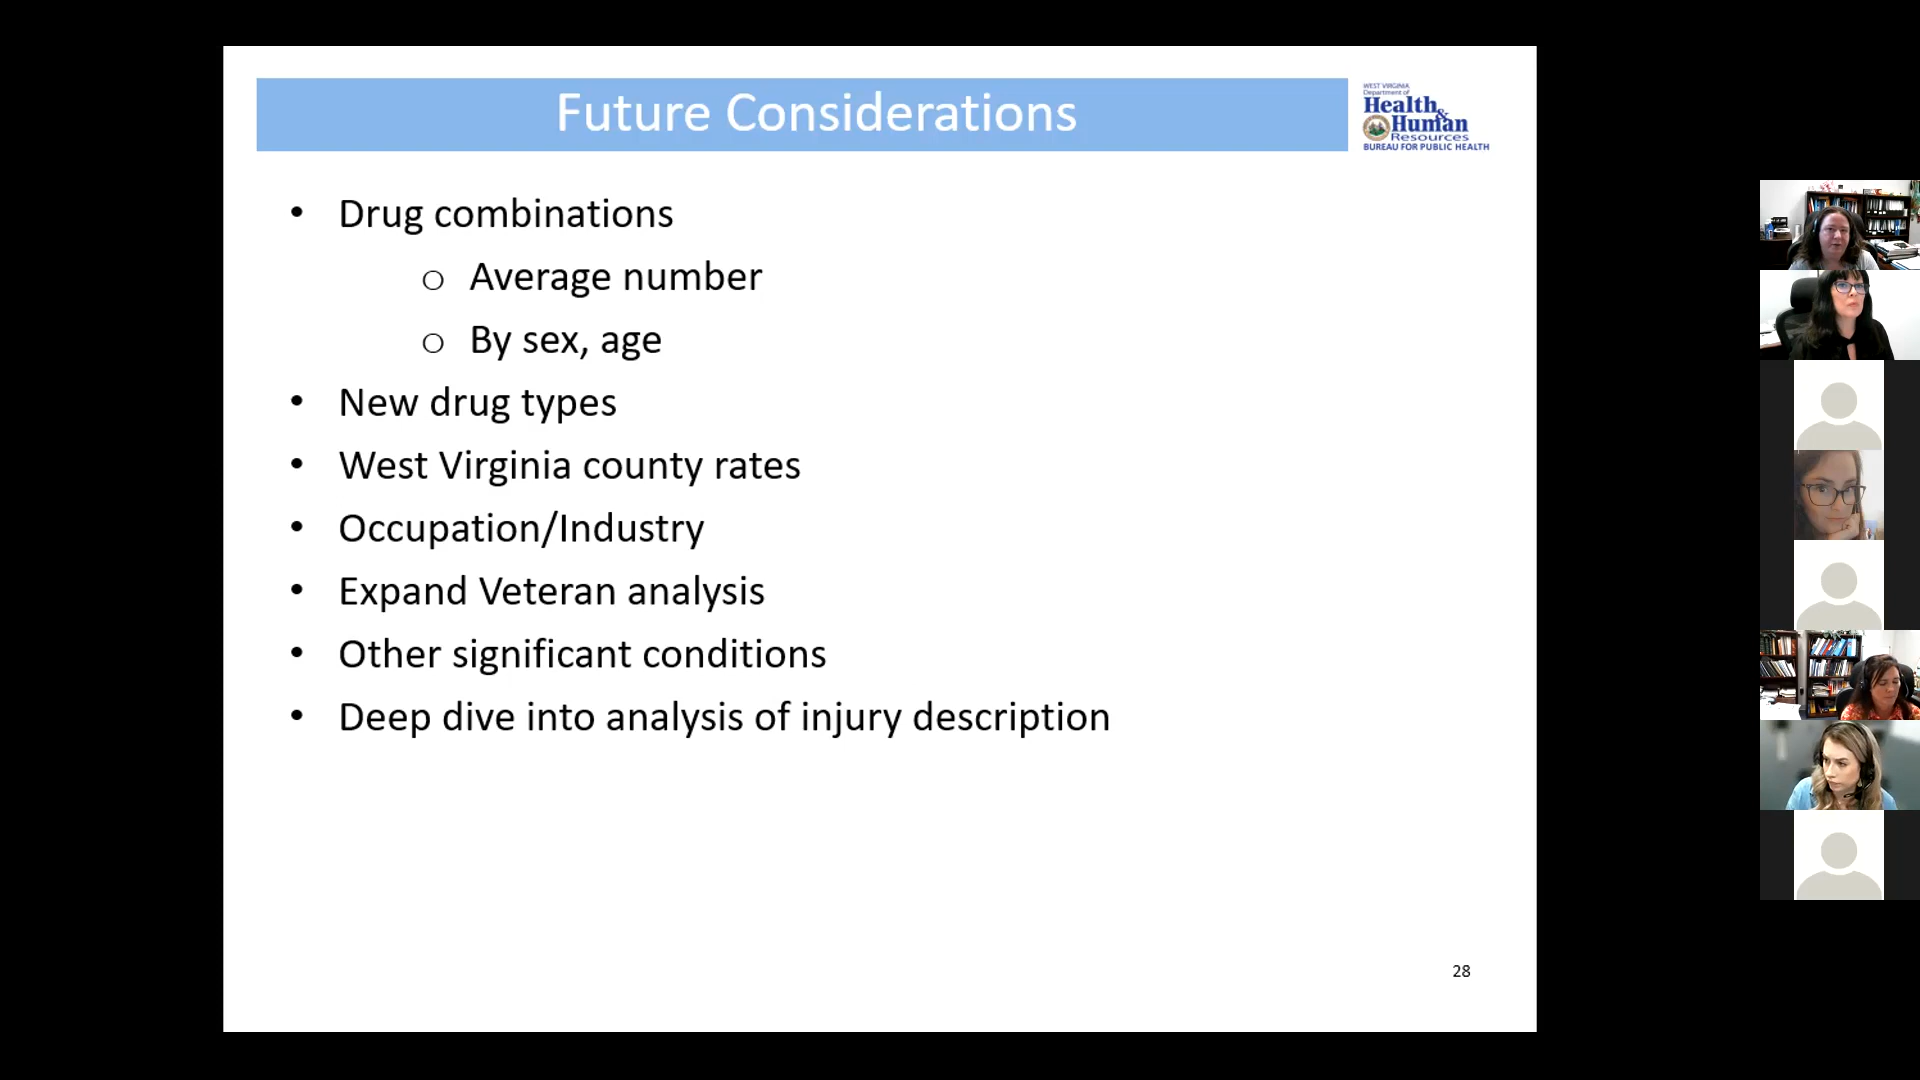 Future Considerations
WEST VIRGINIA
Department of
Health &
Human
Resources
BUREAU FOR PUBLIC HEALTH
• Drug combinations
o Average number
o By sex, age
• New drug types
• West Virginia county rates
• Occupation/Industry
• Expand Veteran analysis
• Other significant conditions
• Deep dive into analysis of injury description
28